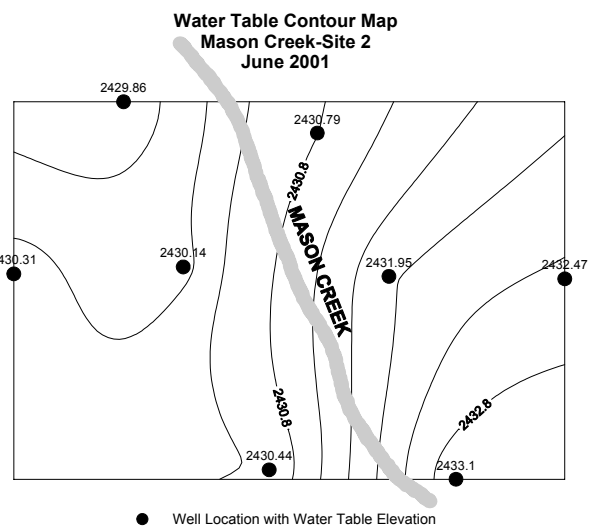 Water Table Contour Map
Mason Creek-Site 2
June 2001
2429.86
2430.79
2430.8
MASON CREEK
430.31
2430.14
2431.95
2432.47
2430.8
2432.8
2430.44
2433.1
Well Location with Water Table Elevation